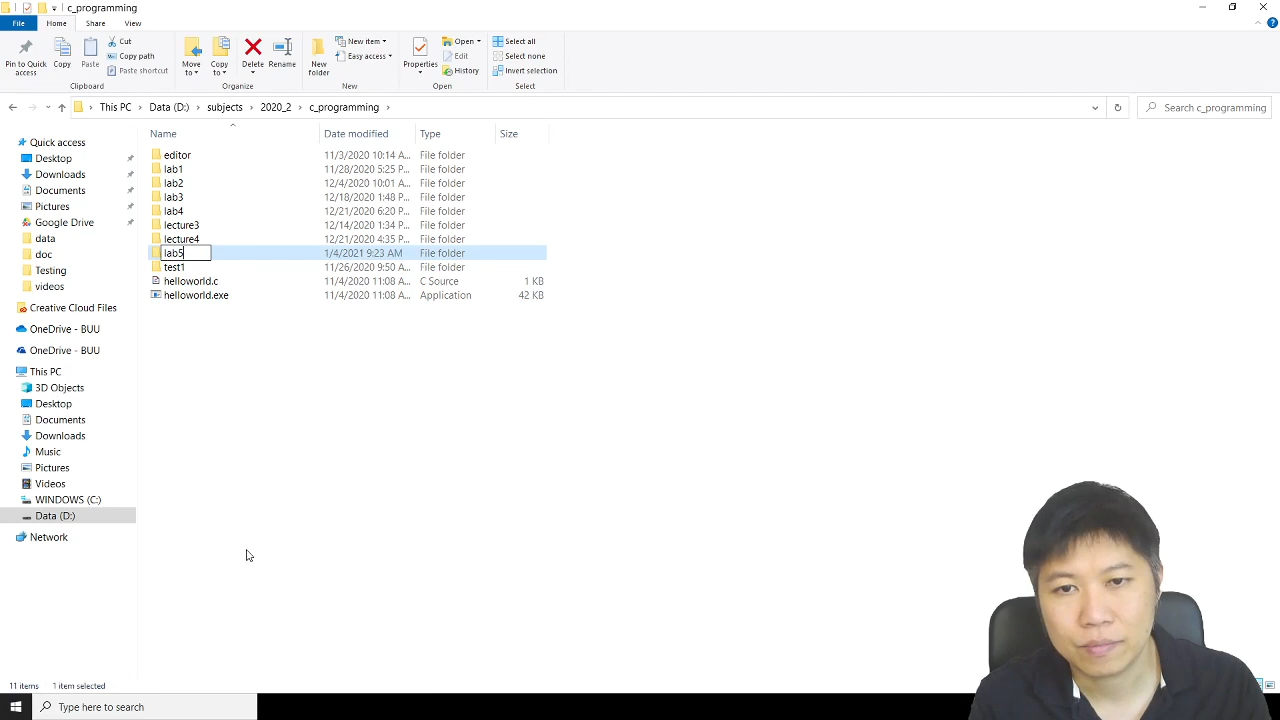 c_programming
File Home Share View
Pin to Quick access
Copy
Paste
Cut
Copy path
Paste shortcut
Move to
Copy to
Delete
Rename
New folder
New item
Easy access
Properties
Open
Edit
History
Select all
Select none
Invert selection
Clipboard Organize New Open Select
This PC Data (D:) subjects 2020_2 c_programming
Search c_programming
Name Date modified Type Size
Quick access
Desktop
Downloads
Documents
Pictures
Google Drive
data
doc
Testing
videos
Creative Cloud Files
OneDrive - BUU
OneDrive - BUU
This PC
3D Objects
Desktop
Documents
Downloads
Music
Pictures
Videos
WINDOWS (C:)
Data (D:)
Network
editor 11/3/2020 10:14 A... File folder
lab1 11/28/2020 5:25 P... File folder
lab2 12/4/2020 10:01 A... File folder
lab3 12/18/2020 1:48 P... File folder
lab4 12/21/2020 6:20 P... File folder
lecture3 12/14/2020 1:34 P... File folder
lecture4 12/21/2020 4:35 P... File folder
lab5 1/4/2021 9:23 AM File folder
test1 11/26/2020 9:50 A... File folder
helloworld.c 11/4/2020 11:08 A... C Source 1 KB
helloworld.exe 11/4/2020 11:08 A... Application 42 KB
11 items 1 item selected
Type here to search